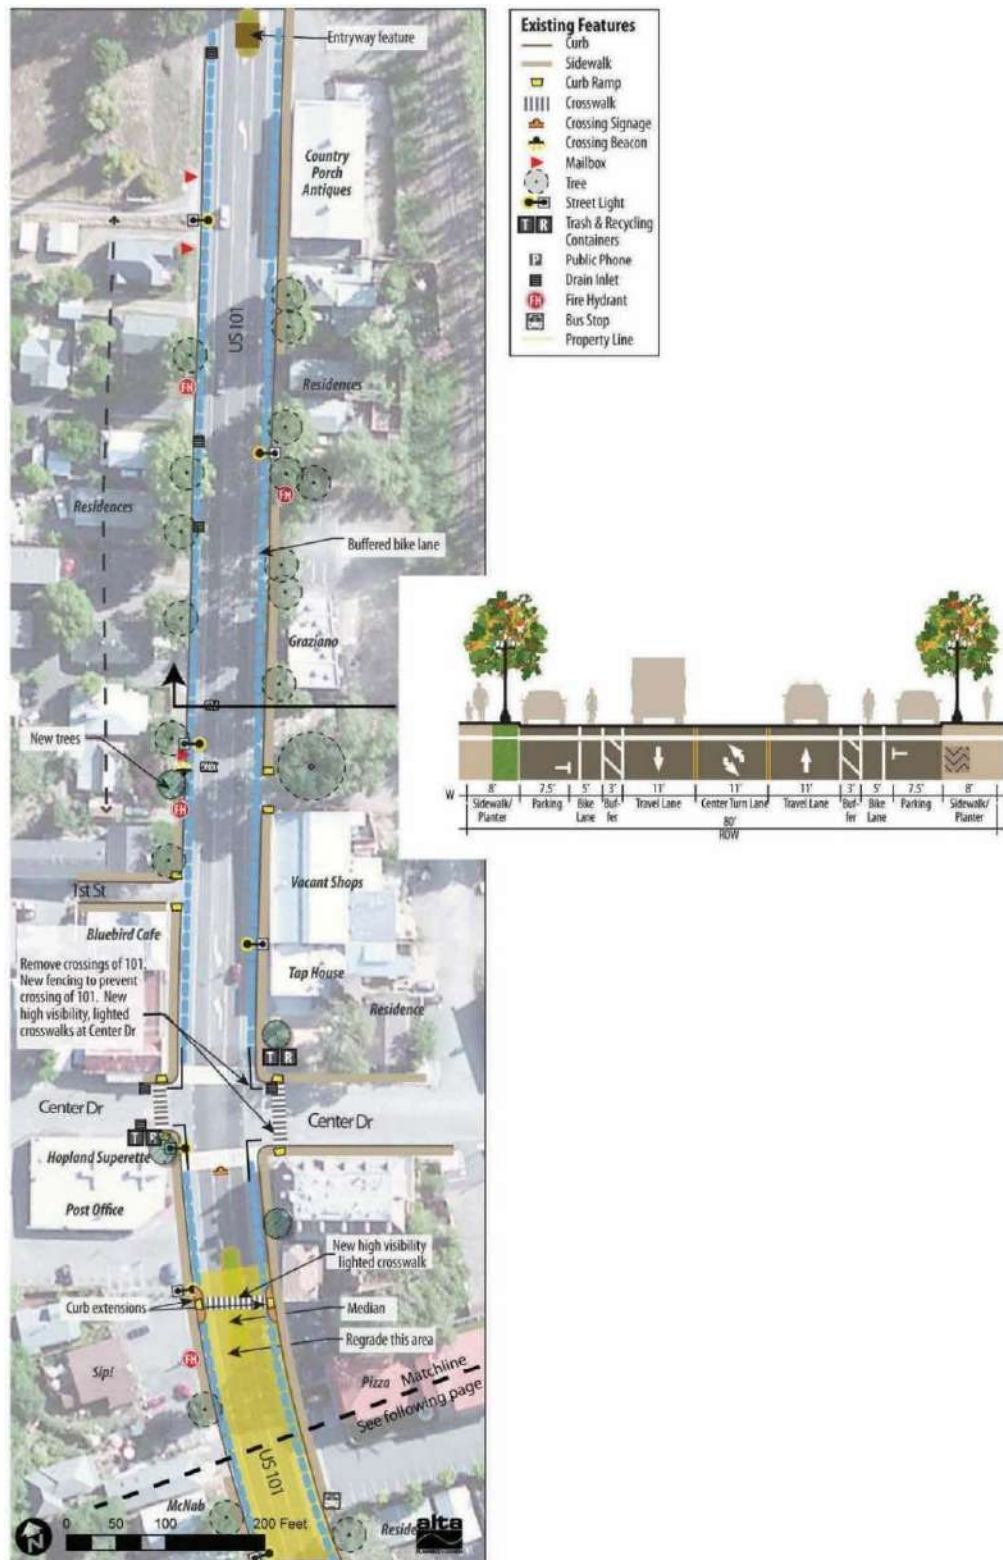 Entryway feature
Country
Porch
Antiques
US 101
FH
Residences
FH
Residences
Buffered bike lane
Graziano
New trees
FH
1st St
Vacant Shops
Bluebird Cafe
Remove crossings of 101.
New fencing to prevent
crossing of 101. New
high visibility, lighted
crosswalks at Center Dr
Tap House
Residence
T R
Center Dr
Center Dr
T R
Hopland Superette
Post Office
New high visibility
lighted crosswalk
Curb extensions
Median
Regrade this area
FH
Sip!
Pizza
Matchline
See following page
US 101
McNab
N
0 50 100 200 Feet
alta
Existing Features
Curb
Sidewalk
Curb Ramp
Crosswalk
Crossing Signage
Crossing Beacon
Mailbox
Tree
Street Light
T R Trash & Recycling
Containers
P Public Phone
Drain Inlet
FH Fire Hydrant
Bus Stop
Property Line
W
8' 7.5' 5' 3' 11' 11' 11' 3' 5' 7.5' 8'
Sidewalk/ Parking Bike Buf- Travel Lane Center Turn Lane Travel Lane Buf- Bike Parking Sidewalk/
Planter Lane fer fer Lane Planter
80'
ROW